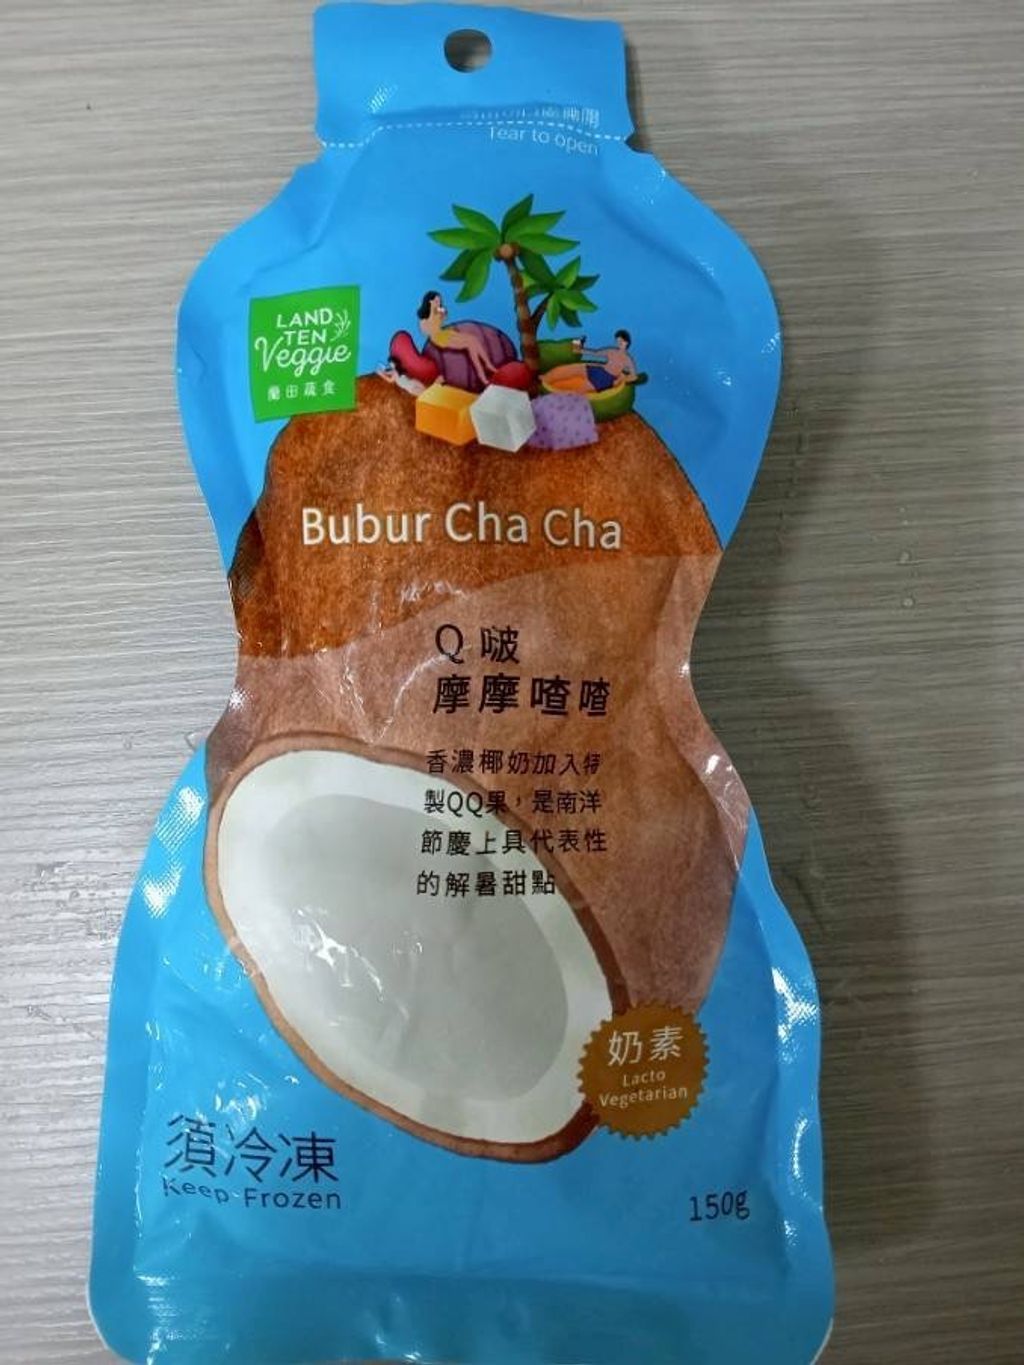 Tear to open
LAND
TEN
Veggie
蘭田蔬食
Bubur Cha Cha
Q啵
摩摩喳喳
香濃椰奶加入特
製QQ果，是南洋
節慶上具代表性
的解暑甜點
奶素
Lacto
Vegetarian
須冷凍
Keep Frozen
150g